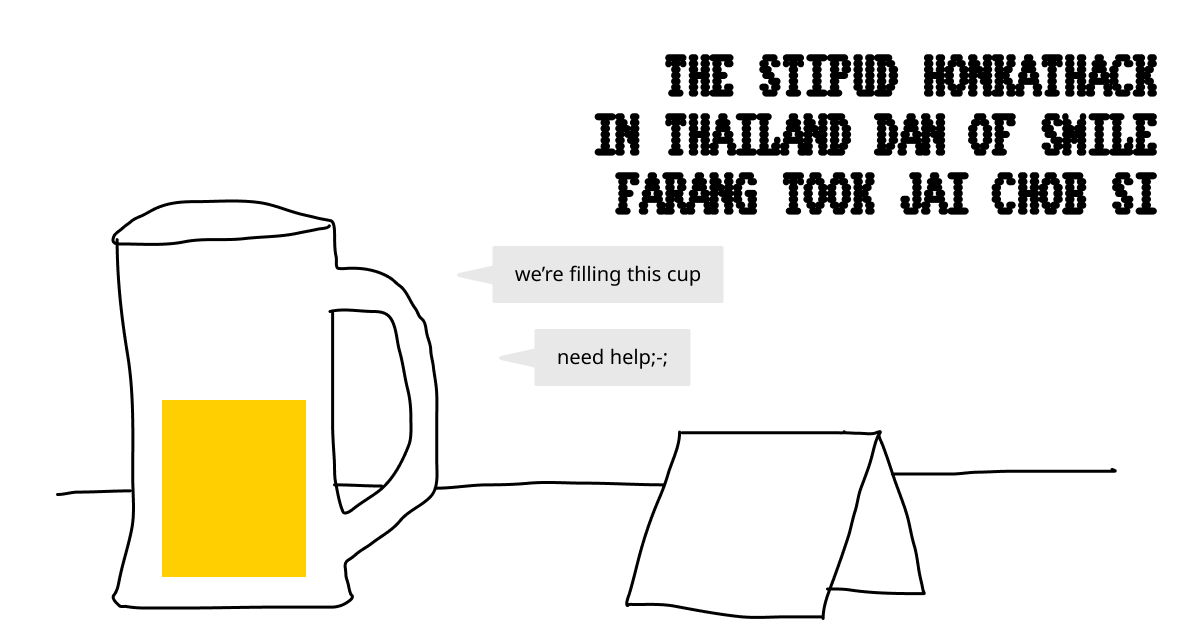 THE STIPUD HONKATHACK
IN THAILAND DAN OF SMILE
FARANG TOOK JAI CHOB SI
we're filling this cup
need help;-;